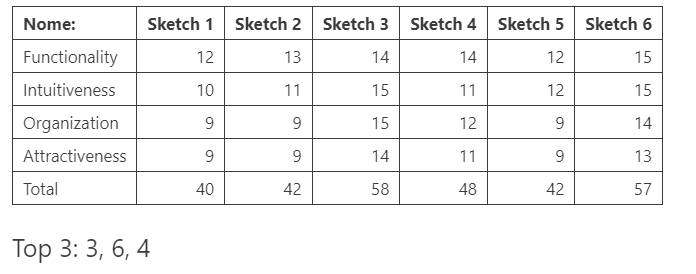 Nome: Sketch 1 Sketch 2 Sketch 3 Sketch 4 Sketch 5 Sketch 6
Functionality 12 13 14 14 12 15
Intuitiveness 10 11 15 11 12 15
Organization 9 9 15 12 9 14
Attractiveness 9 9 14 11 9 13
Total 40 42 58 48 42 57
Top 3: 3, 6, 4